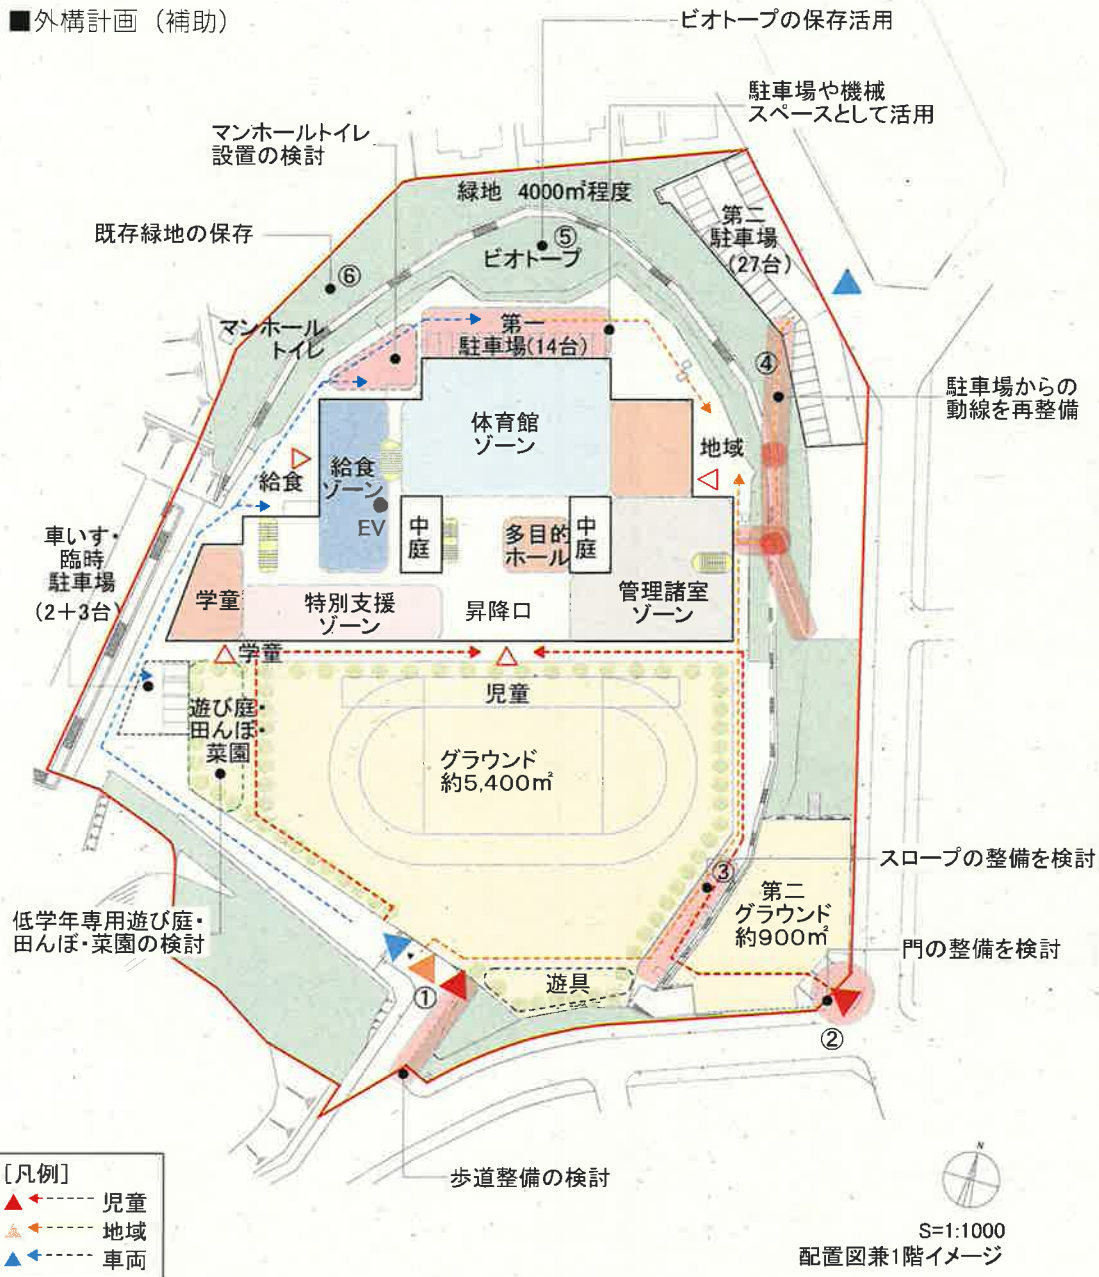 ■外構計画（補助）
ビオトープの保存活用
駐車場や機械
スペースとして活用
マンホールトイレ
設置の検討
緑地 4000㎡程度
第二
駐車場
(27台)
既存緑地の保存
⑤
ビオトープ
⑥
マンホール
トイレ
第一
駐車場(14台)
④
駐車場からの
動線を再整備
体育館
ゾーン
地域
給食
給食
ゾーン
EV
中庭
多目的
ホール
中庭
車いす・
臨時
駐車場
(2+3台)
学童
特別支援
ゾーン
昇降口
管理諸室
ゾーン
学童
児童
遊び庭・
田んぼ・
菜園
グラウンド
約5,400㎡
スロープの整備を検討
③
第二
グラウンド
約900㎡
低学年専用遊び庭・
田んぼ・菜園の検討
門の整備を検討
遊具
①
②
歩道整備の検討
[凡例]
児童
地域
車両
N
S=1:1000
配置図兼1階イメージ